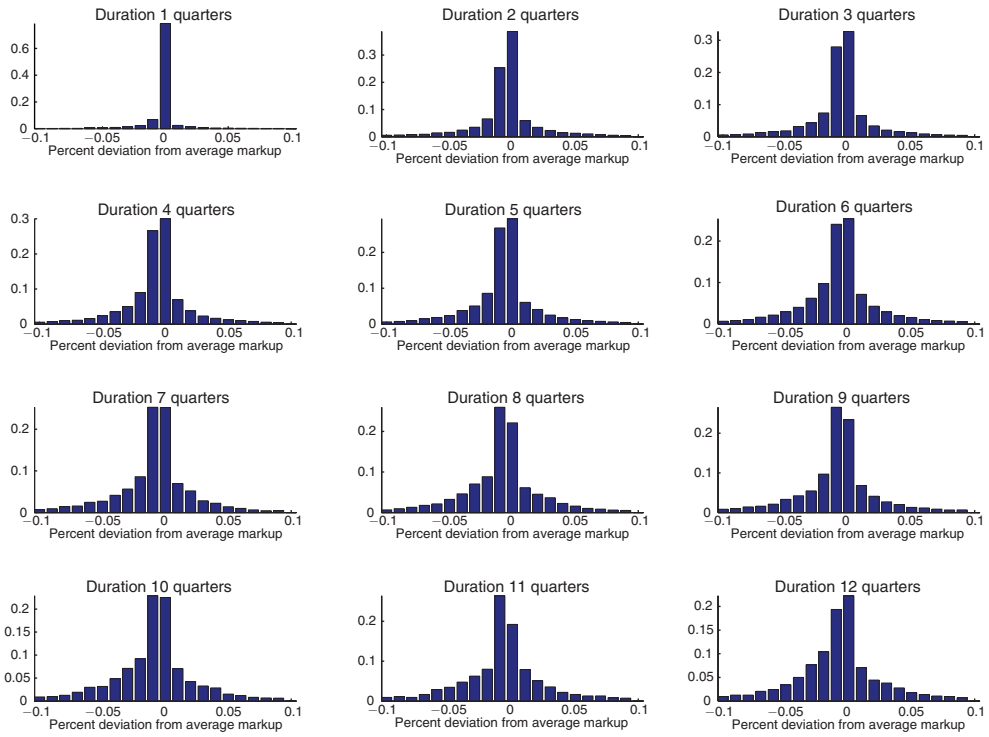 Duration 1 quarters
0.6
0.4
0.2
0
−0.1 −0.05 0 0.05 0.1
Percent deviation from average markup
Duration 2 quarters
0.3
0.2
0.1
0
−0.1 −0.05 0 0.05 0.1
Percent deviation from average markup
Duration 3 quarters
0.3
0.2
0.1
0
−0.1 −0.05 0 0.05 0.1
Percent deviation from average markup
Duration 4 quarters
0.3
0.2
0.1
0
−0.1 −0.05 0 0.05 0.1
Percent deviation from average markup
Duration 5 quarters
0.2
0.1
0
−0.1 −0.05 0 0.05 0.1
Percent deviation from average markup
Duration 6 quarters
0.2
0.1
0
−0.1 −0.05 0 0.05 0.1
Percent deviation from average markup
Duration 7 quarters
0.2
0.1
0
−0.1 −0.05 0 0.05 0.1
Percent deviation from average markup
Duration 8 quarters
0.2
0.1
0
−0.1 −0.05 0 0.05 0.1
Percent deviation from average markup
Duration 9 quarters
0.2
0.1
0
−0.1 −0.05 0 0.05 0.1
Percent deviation from average markup
Duration 10 quarters
0.2
0.15
0.1
0.05
0
−0.1 −0.05 0 0.05 0.1
Percent deviation from average markup
Duration 11 quarters
0.2
0.1
0
−0.1 −0.05 0 0.05 0.1
Percent deviation from average markup
Duration 12 quarters
0.2
0.15
0.1
0.05
0
−0.1 −0.05 0 0.05 0.1
Percent deviation from average markup